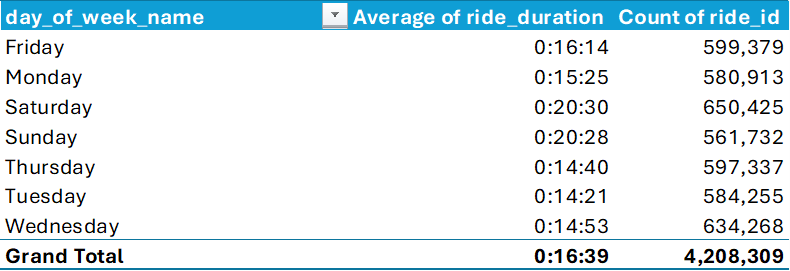 day_of_week_name Average of ride_duration Count of ride_id
Friday 0:16:14 599,379
Monday 0:15:25 580,913
Saturday 0:20:30 650,425
Sunday 0:20:28 561,732
Thursday 0:14:40 597,337
Tuesday 0:14:21 584,255
Wednesday 0:14:53 634,268
Grand Total 0:16:39 4,208,309